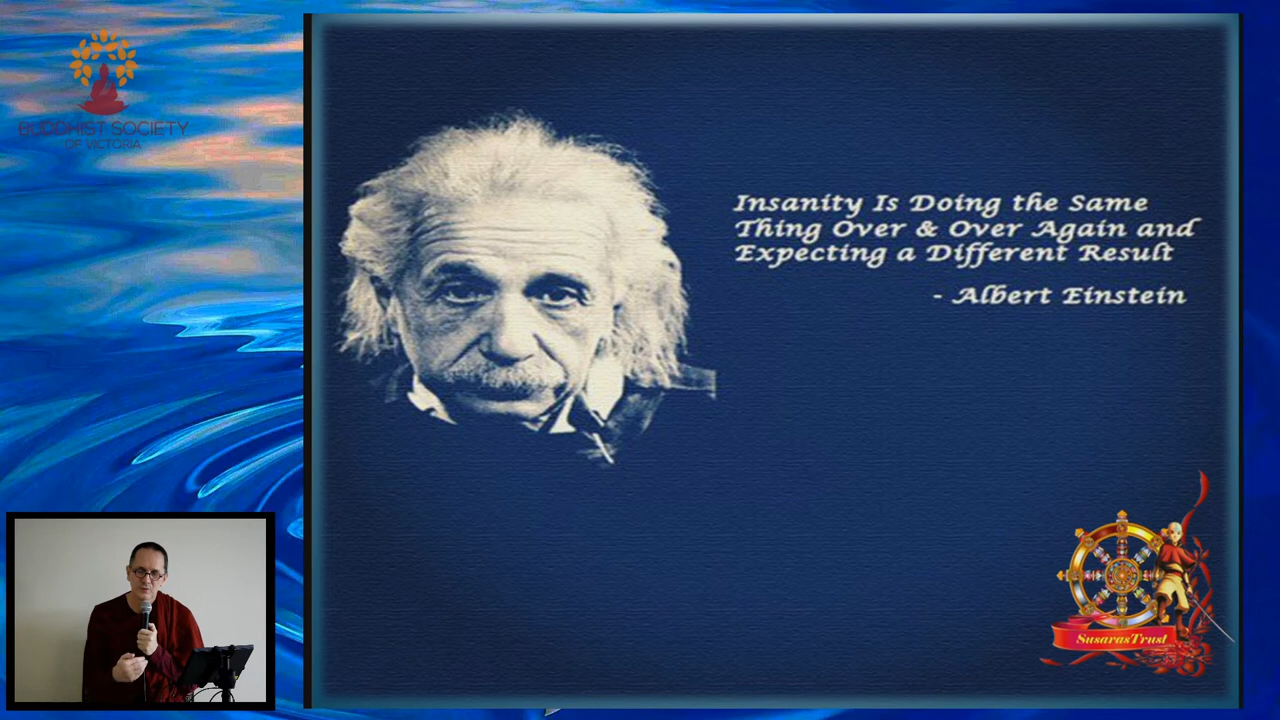 BUDDHIST SOCIETY
OF VICTORIA
Insanity Is Doing the Same
Thing Over & Over Again and
Expecting a Different Result
- Albert Einstein
SusarasTrust